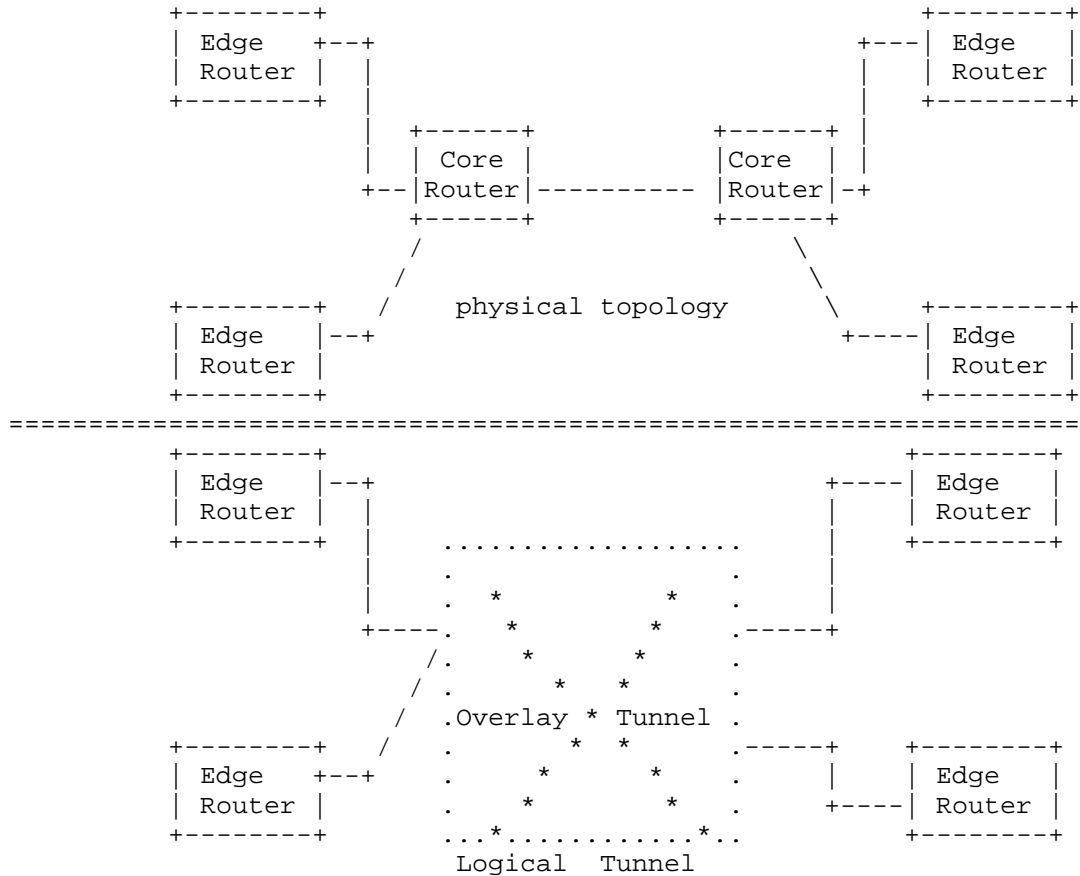 Edge Edge
Router Router
Core Core
Router Router
physical topology
Edge Edge
Router Router
Edge Edge
Router Router
Overlay * Tunnel
Edge Edge
Router Router
Logical Tunnel